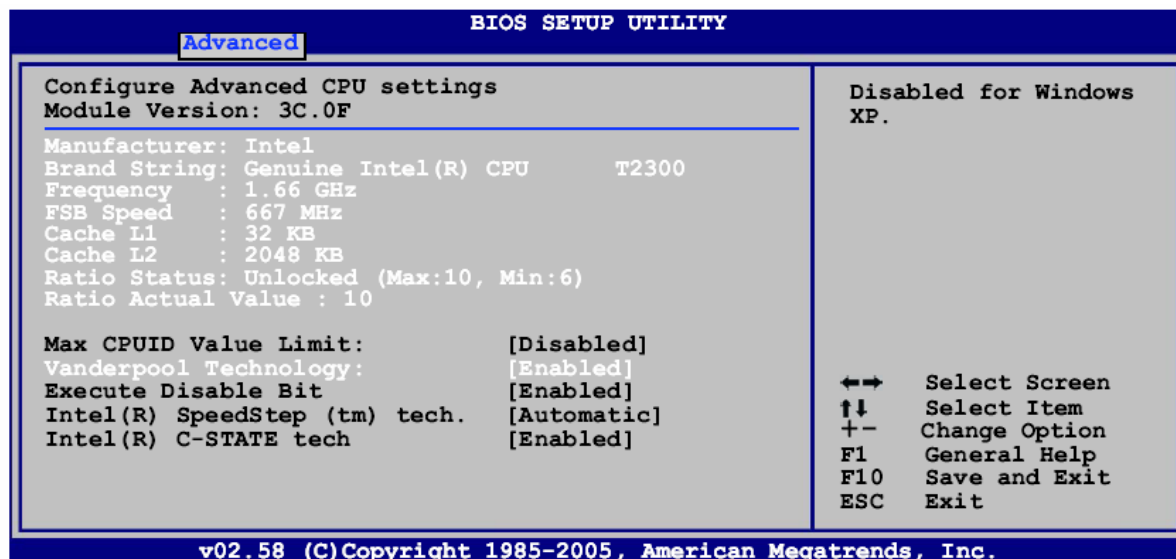 BIOS SETUP UTILITY
Advanced
Configure Advanced CPU settings
Module Version: 3C.0F
Manufacturer: Intel
Brand String: Genuine Intel(R) CPU T2300
Frequency : 1.66 GHz
FSB Speed : 667 MHz
Cache L1 : 32 KB
Cache L2 : 2048 KB
Ratio Status: Unlocked (Max:10, Min:6)
Ratio Actual Value : 10
Max CPUID Value Limit: [Disabled]
Vanderpool Technology: [Enabled]
Execute Disable Bit [Enabled]
Intel(R) SpeedStep (tm) tech. [Automatic]
Intel(R) C-STATE tech [Enabled]
Disabled for Windows
XP.
←→ Select Screen
↑↓ Select Item
+- Change Option
F1 General Help
F10 Save and Exit
ESC Exit
v02.58 (C)Copyright 1985-2005, American Megatrends, Inc.